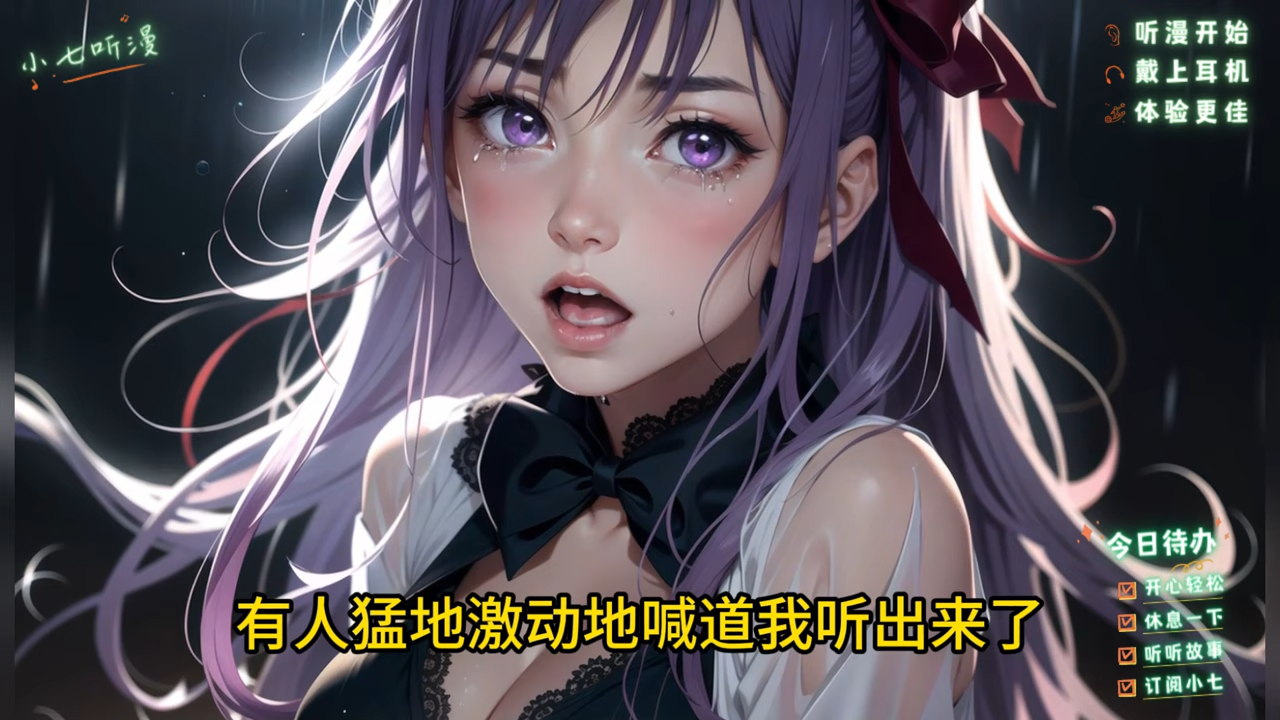 小七听漫
听漫开始
戴上耳机
体验更佳
今日待办
开心轻松
休息一下
听听故事
订阅小七
有人猛地激动地喊道我听出来了